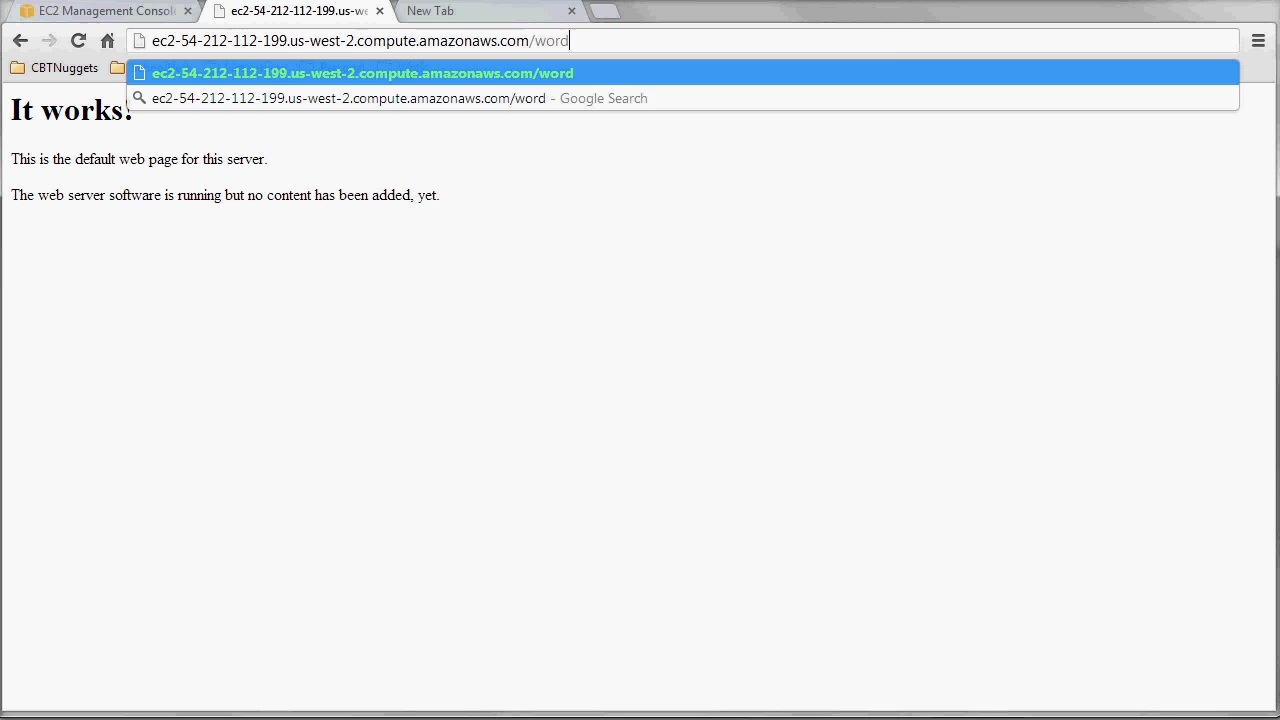 EC2 Management Consol
ec2-54-212-112-199.us-we
New Tab
ec2-54-212-112-199.us-west-2.compute.amazonaws.com/word
CBTNuggets
ec2-54-212-112-199.us-west-2.compute.amazonaws.com/word
ec2-54-212-112-199.us-west-2.compute.amazonaws.com/word - Google Search
It works!
This is the default web page for this server.
The web server software is running but no content has been added, yet.